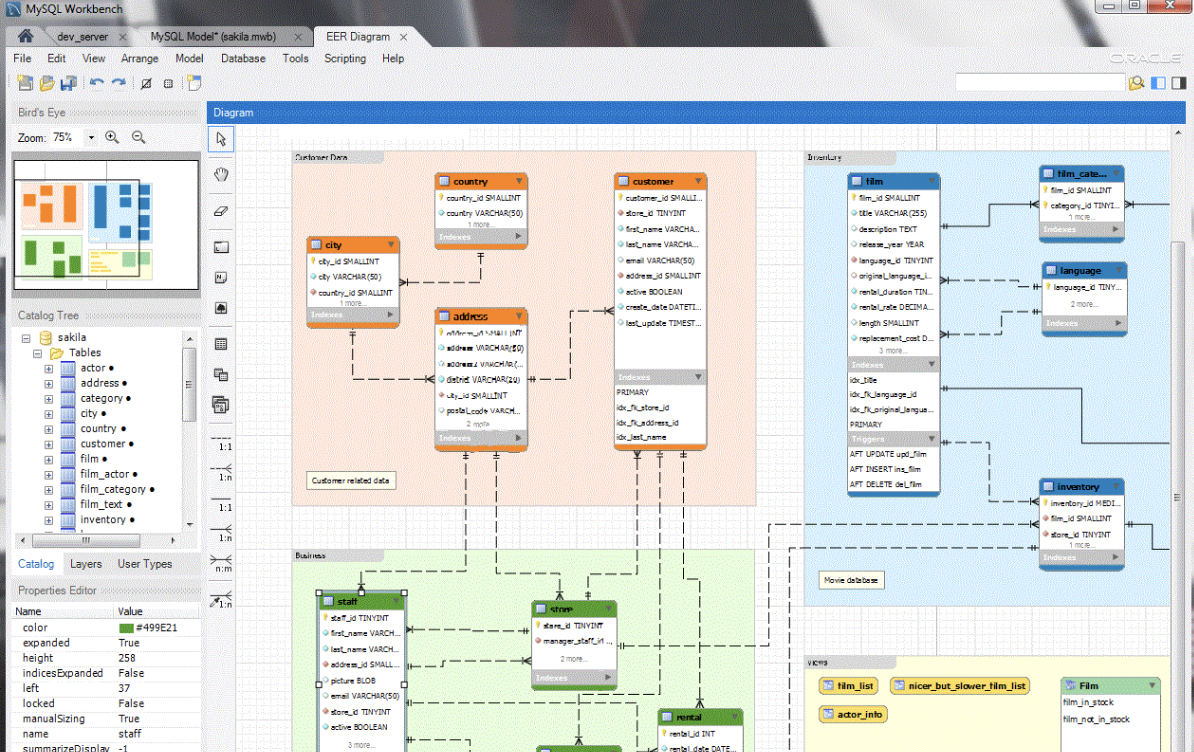 MySQL Workbench
dev_server
MySQL Model* (sakila.mwb)
EER Diagram
File Edit View Arrange Model Database Tools Scripting Help
ORACLE
Bird's Eye
Zoom: 75%
Catalog Tree
sakila
Tables
actor
address
category
city
country
customer
film
film_actor
film_category
film_text
inventory
Catalog Layers User Types
Properties Editor
Name Value
color #499E21
expanded True
height 258
indicesExpanded False
left 37
locked False
manualSizing True
name staff
summarizeDisplay -1
1:1
1:n
1:1
1:n
n:m
1:n
Diagram
Customer Data
country
country_id SMALLINT
country VARCHAR(50)
1 more...
Indexes
city
city_id SMALLINT
city VARCHAR(50)
country_id SMALLINT
1 more...
Indexes
address
address_id SMALLINT
address VARCHAR(50)
address2 VARCHAR(...
district VARCHAR(20)
city_id SMALLINT
postal_code VARCH...
2 more...
Indexes
customer
customer_id SMALLI...
store_id TINYINT
first_name VARCHA...
last_name VARCHA...
email VARCHAR(50)
address_id SMALLINT
active BOOLEAN
create_date DATETI...
last_update TIMEST...
Indexes
PRIMARY
idx_fk_store_id
idx_fk_address_id
idx_last_name
Customer related data
Inventory
film
film_id SMALLINT
title VARCHAR(255)
description TEXT
release_year YEAR
language_id TINYINT
original_language_i...
rental_duration TIN...
rental_rate DECIMA...
length SMALLINT
replacement_cost D...
3 more...
Indexes
idx_title
idx_fk_language_id
idx_fk_original_langua...
PRIMARY
Triggers
AFT UPDATE upd_film
AFT INSERT ins_film
AFT DELETE del_film
film_cate...
film_id SMALLINT
category_id TINYI...
1 more...
Indexes
language
language_id TINY...
2 more...
Indexes
inventory
inventory_id MEDI...
film_id SMALLINT
store_id TINYINT
1 more...
Indexes
Movie database
Business
staff
staff_id TINYINT
first_name VARCH...
last_name VARCH...
address_id SMALL...
picture BLOB
email VARCHAR(50)
store_id TINYINT
active BOOLEAN
3 more...
store
store_id TINYINT
manager_staff_id ...
2 more...
Indexes
rental
rental_id INT
rental_date DATE...
Views
film_list
nicer_but_slower_film_list
actor_info
Film
film_in_stock
film_not_in_stock